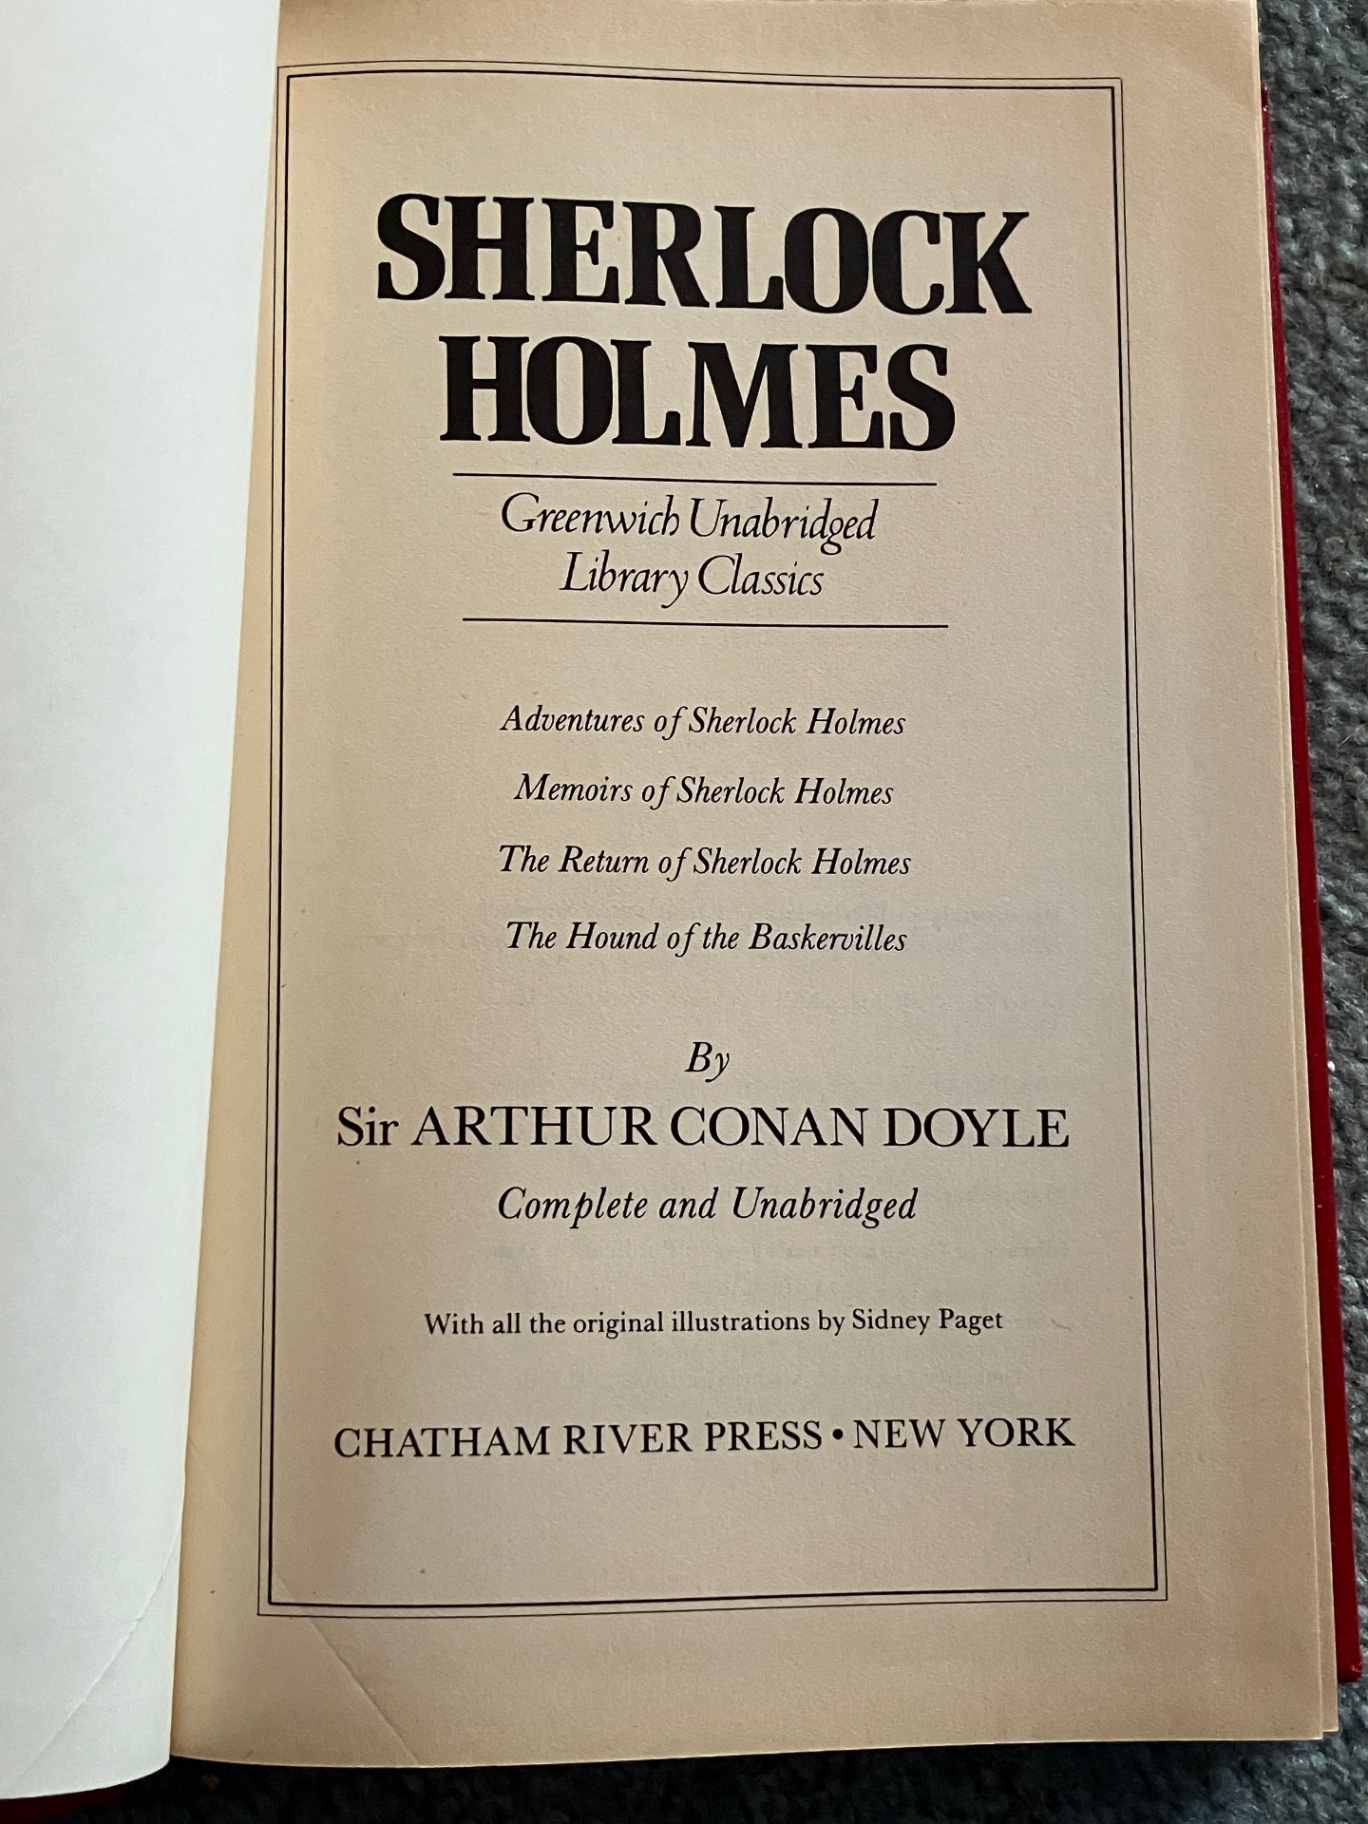 SHERLOCK
HOLMES
Greenwich Unabridged
Library Classics
Adventures of Sherlock Holmes
Memoirs of Sherlock Holmes
The Return of Sherlock Holmes
The Hound of the Baskervilles
By
Sir ARTHUR CONAN DOYLE
Complete and Unabridged
With all the original illustrations by Sidney Paget
CHATHAM RIVER PRESS • NEW YORK